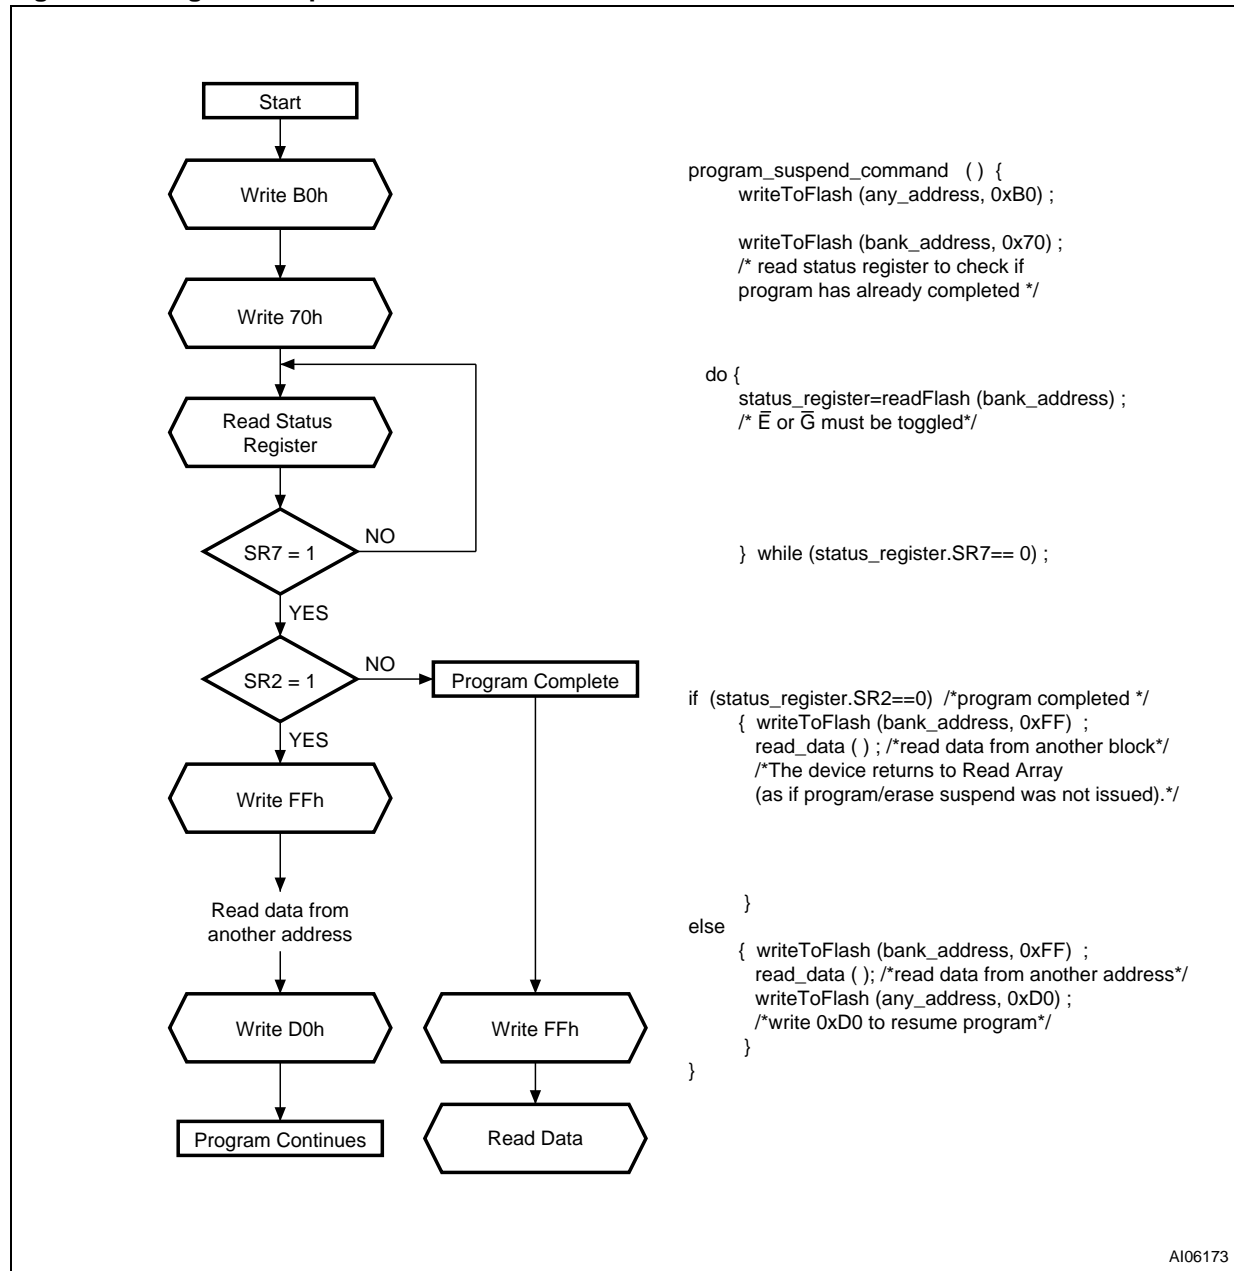 Start
Write B0h
Write 70h
Read Status
Register
SR7 = 1
NO
YES
SR2 = 1
NO
Program Complete
YES
Write FFh
Read data from
another address
Write D0h
Write FFh
Program Continues
Read Data
program_suspend_command ( ) {
writeToFlash (any_address, 0xB0) ;
writeToFlash (bank_address, 0x70) ;
/* read status register to check if
program has already completed */
do {
status_register=readFlash (bank_address) ;
/* E̅ or G̅ must be toggled*/
} while (status_register.SR7== 0) ;
if (status_register.SR2==0) /*program completed */
{ writeToFlash (bank_address, 0xFF) ;
read_data ( ) ; /*read data from another block*/
/*The device returns to Read Array
(as if program/erase suspend was not issued).*/
}
else
{ writeToFlash (bank_address, 0xFF) ;
read_data ( ); /*read data from another address*/
writeToFlash (any_address, 0xD0) ;
/*write 0xD0 to resume program*/
}
}
AI06173